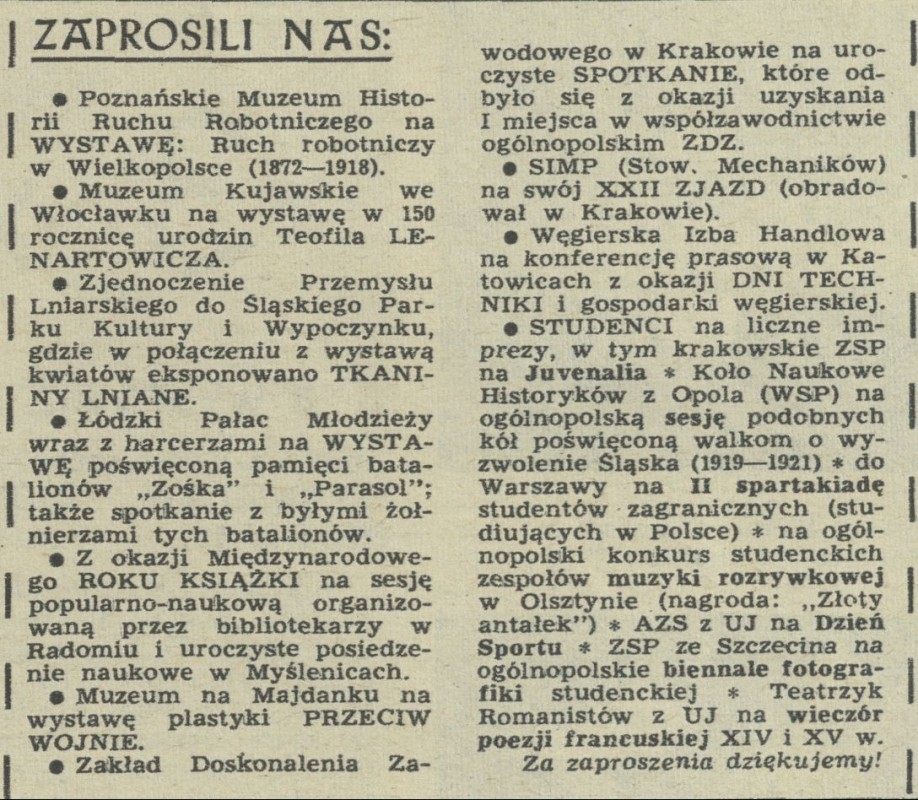 ZAPROSILI NAS:
● Poznańskie Muzeum Histo-
rii Ruchu Robotniczego na
WYSTAWĘ: Ruch robotniczy
w Wielkopolsce (1872—1918).
● Muzeum Kujawskie we
Włocławku na wystawę w 150
rocznicę urodzin Teofila LE-
NARTOWICZA.
● Zjednoczenie Przemysłu
Lniarskiego do Śląskiego Par-
ku Kultury i Wypoczynku,
gdzie w połączeniu z wystawą
kwiatów eksponowano TKANI-
NY LNIANE.
● Łódzki Pałac Młodzieży
wraz z harcerzami na WYSTA-
WĘ poświęconą pamięci bata-
lionów „Zośka" i „Parasol";
także spotkanie z byłymi żoł-
nierzami tych batalionów.
● Z okazji Międzynarodowe-
go ROKU KSIĄŻKI na sesję
popularno-naukową organizo-
waną przez bibliotekarzy w
Radomiu i uroczyste posiedze-
nie naukowe w Myślenicach.
● Muzeum na Majdanku na
wystawę plastyki PRZECIW
WOJNIE.
● Zakład Doskonalenia Za-
wodowego w Krakowie na uro-
czyste SPOTKANIE, które od-
było się z okazji uzyskania
I miejsca w współzawodnictwie
ogólnopolskim ZDZ.
● SIMP (Stow. Mechaników)
na swój XXII ZJAZD (obrado-
wał w Krakowie).
● Węgierska Izba Handlowa
na konferencję prasową w Ka-
towicach z okazji DNI TECH-
NIKI i gospodarki węgierskiej.
● STUDENCI na liczne im-
prezy, w tym krakowskie ZSP
na Juvenalia * Koło Naukowe
Historyków z Opola (WSP) na
ogólnopolską sesję podobnych
kół poświęconą walkom o wy-
zwolenie Śląska (1919—1921) * do
Warszawy na II spartakiadę
studentów zagranicznych (stu-
diujących w Polsce) * na ogól-
nopolski konkurs studenckich
zespołów muzyki rozrywkowej
w Olsztynie (nagroda: „Złoty
antałek") * AZS z UJ na Dzień
Sportu * ZSP ze Szczecina na
ogólnopolskie biennale fotogra-
fiki studenckiej * Teatrzyk
Romanistów z UJ na wieczór
poezji francuskiej XIV i XV w.
Za zaproszenia dziękujemy!